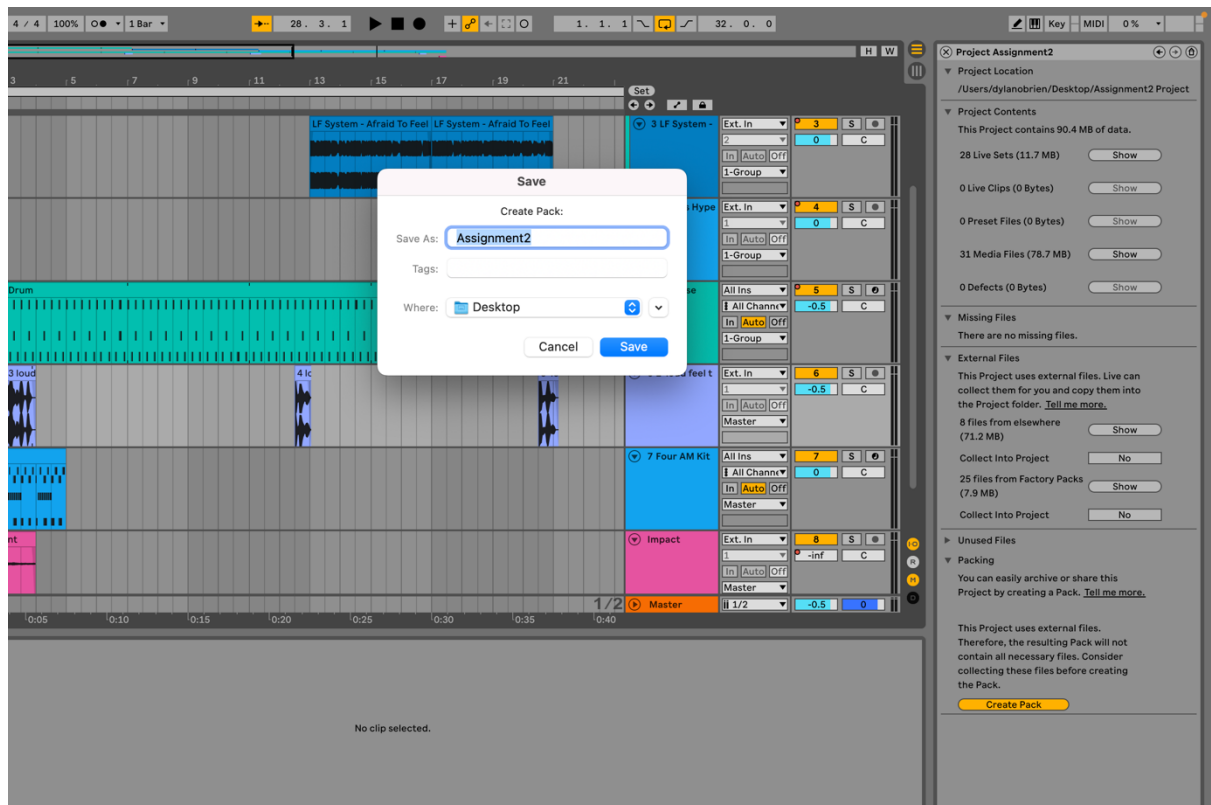 4 / 4 100% 1 Bar 28. 3. 1 1. 1. 1 32. 0. 0 Key MIDI 0 %
H W
3 5 7 9 11 13 15 17 19 21
Set
LF System - Afraid To Feel LF System - Afraid To Feel
3 LF System -
Ext. In 3 S
2 0 C
In Auto Off
1-Group
Save
Create Pack:
Save As: Assignment2
Tags:
Where: Desktop
Cancel Save
Hype
Ext. In 4 S
1 0 C
In Auto Off
1-Group
Drum
All Ins 5 S
All Channe -0.5 C
In Auto Off
1-Group
3 loud
4 lo
feel t
Ext. In 6 S
1 -0.5 C
In Auto Off
Master
7 Four AM Kit
All Ins 7 S
All Channe 0 C
In Auto Off
Master
nt
Impact
Ext. In 8 S
1 -inf C
In Auto Off
Master
1/2 Master 1/2 -0.5 0
I·O
R
M
D
0:05 0:10 0:15 0:20 0:25 0:30 0:35 0:40
No clip selected.
Project Assignment2
Project Location
/Users/dylanobrien/Desktop/Assignment2 Project
Project Contents
This Project contains 90.4 MB of data.
28 Live Sets (11.7 MB) Show
0 Live Clips (0 Bytes) Show
0 Preset Files (0 Bytes) Show
31 Media Files (78.7 MB) Show
0 Defects (0 Bytes) Show
Missing Files
There are no missing files.
External Files
This Project uses external files. Live can
collect them for you and copy them into
the Project folder. Tell me more.
8 files from elsewhere
(71.2 MB) Show
Collect Into Project No
25 files from Factory Packs
(7.9 MB) Show
Collect Into Project No
Unused Files
Packing
You can easily archive or share this
Project by creating a Pack. Tell me more.
This Project uses external files.
Therefore, the resulting Pack will not
contain all necessary files. Consider
collecting these files before creating
the Pack.
Create Pack